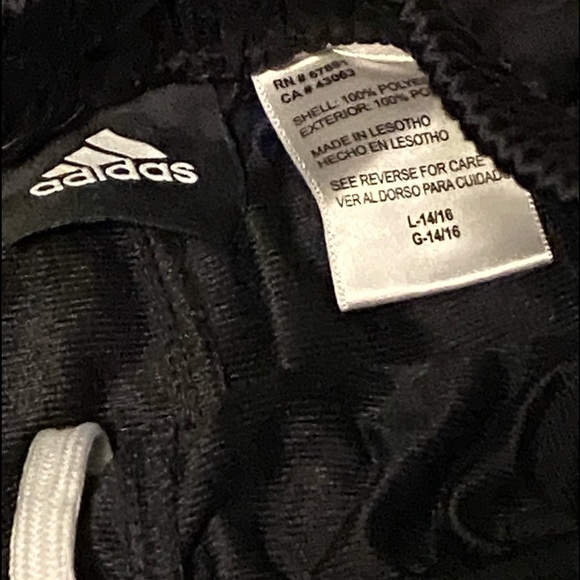 adidas
RN # 67891
CA # 43063
SHELL: 100%
EXTERIOR: 100%
MADE IN LESOTHO
HECHO EN LESOTHO
SEE REVERSE FOR CARE
VER AL DORSO PARA
L-14/16
G-14/16